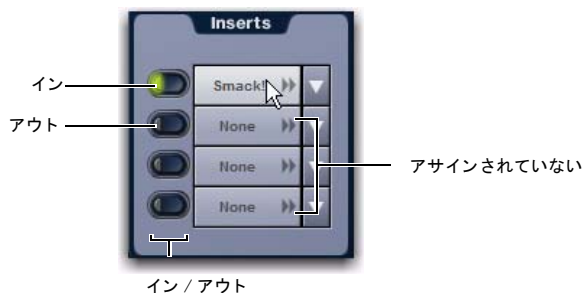 Inserts
イン
Smack!
アウト
None
アサインされていない
None
None
イン / アウト